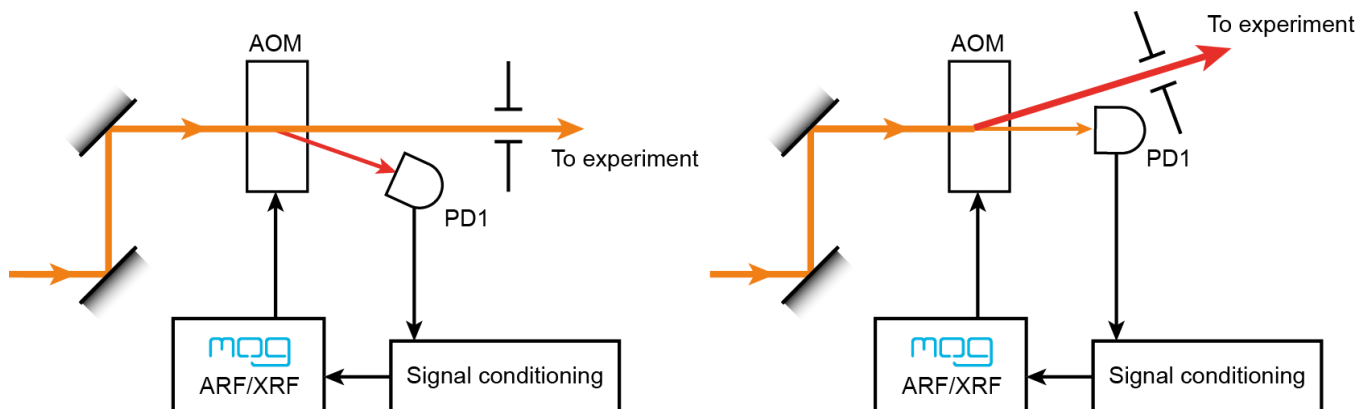 AOM
To experiment
PD1
mog
ARF/XRF
Signal conditioning
AOM
To experiment
PD1
mog
ARF/XRF
Signal conditioning